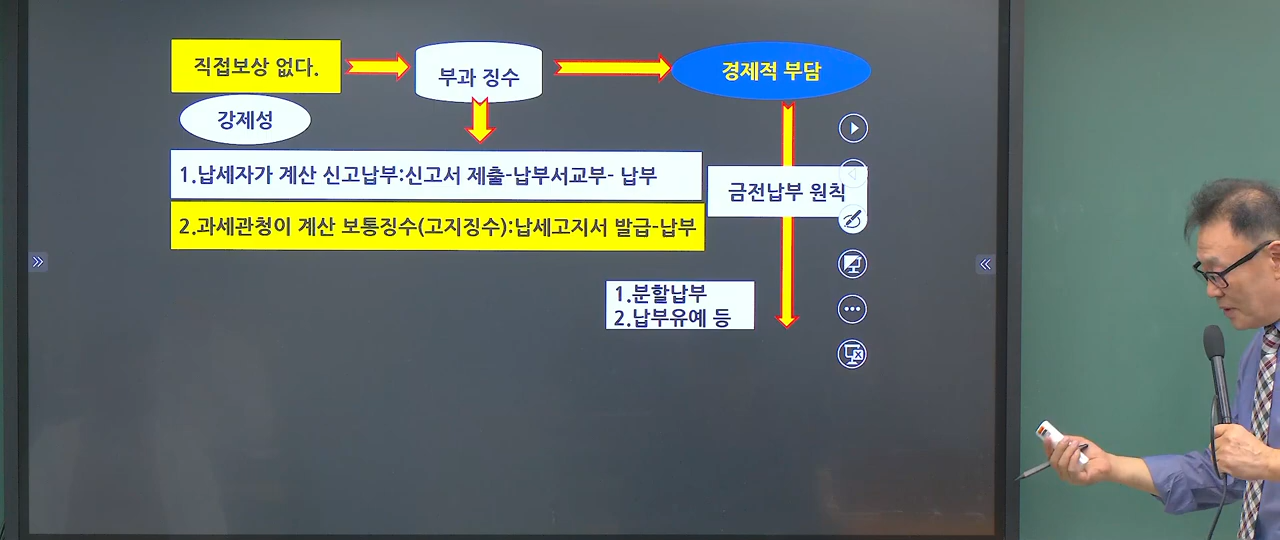 직접보상 없다.
부과 징수
경제적 부담
강제성
1.납세자가 계산 신고납부:신고서 제출-납부서교부- 납부
금전납부 원칙
2.과세관청이 계산 보통징수(고지징수):납세고지서 발급-납부
1.분할납부
2.납부유예 등